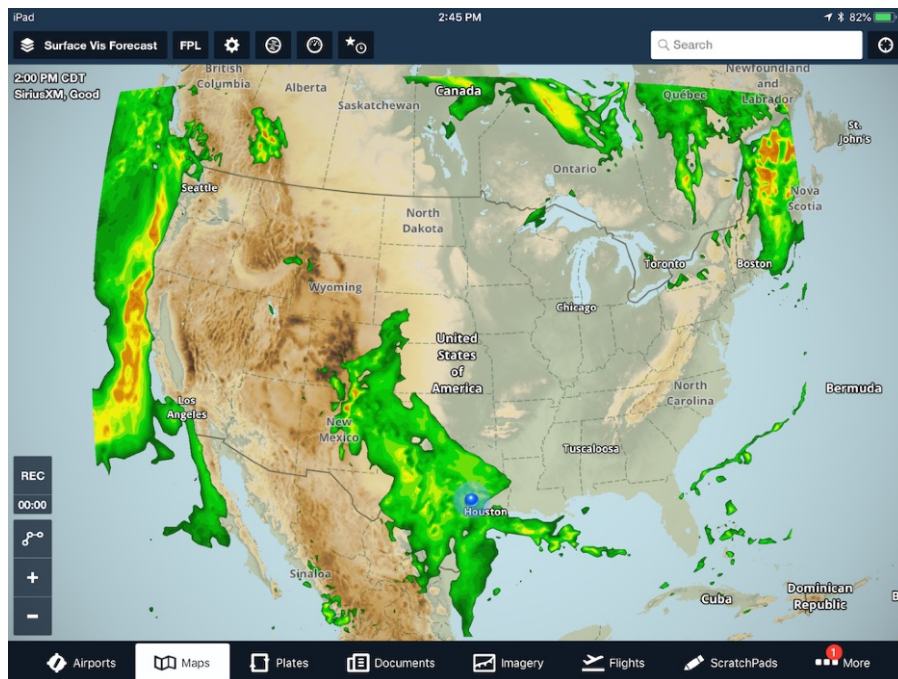 iPad
2:45 PM
82%
Surface Vis Forecast
FPL
Search
2:00 PM CDT
SiriusXM, Good
British
Columbia
Alberta
Saskatchewan
Canada
Newfoundland
and
Labrador
Québec
St.
John's
Ontario
Seattle
Nova
Scotia
North
Dakota
Toronto
Boston
Wyoming
Chicago
United
States
of
America
North
Carolina
Bermuda
Los
Angeles
New
Mexico
Tuscaloosa
REC
00:00
Houston
Sinaloa
Cuba
Dominican
Republic
B
1
Airports
Maps
Plates
Documents
Imagery
Flights
ScratchPads
More